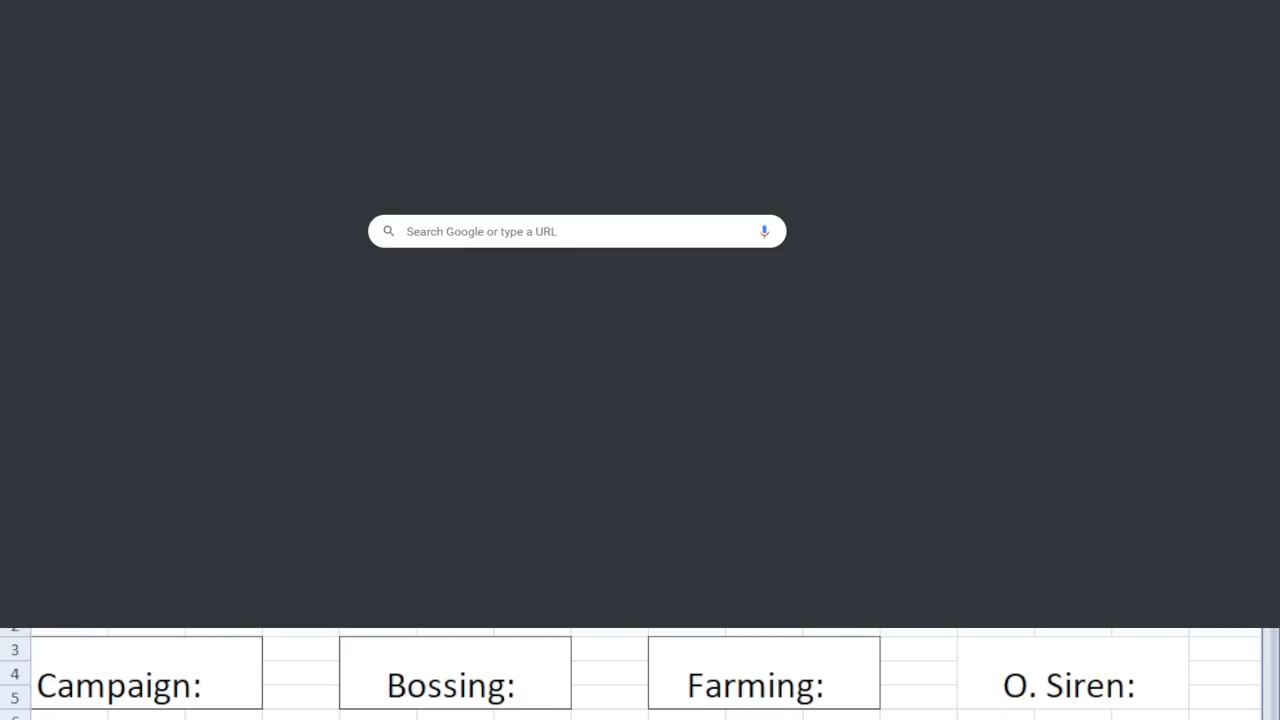 Search Google or type a URL
3
4
5
Campaign:
Bossing:
Farming:
O. Siren: